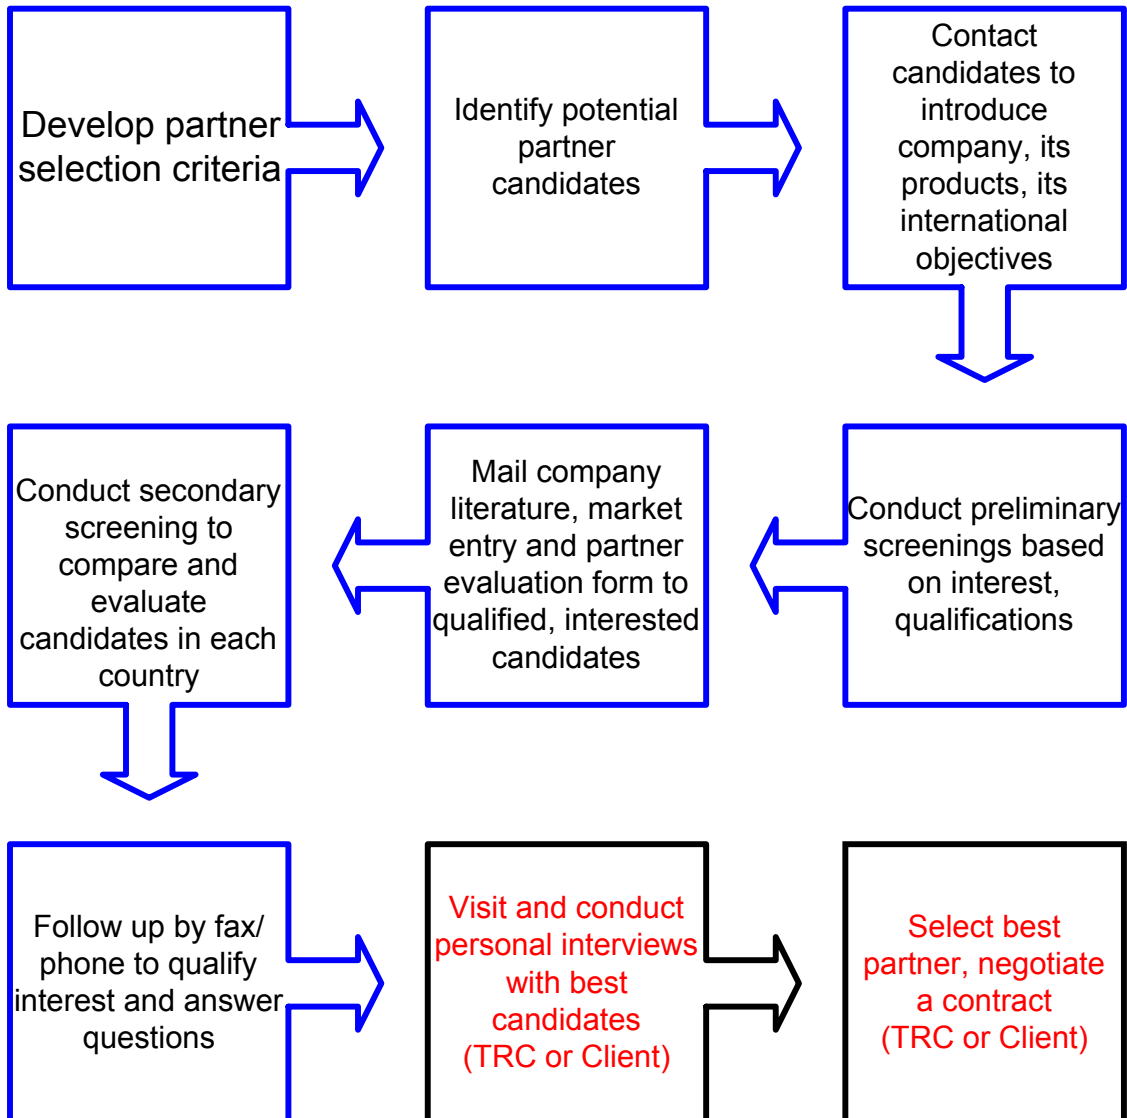 Develop partner
selection criteria
Identify potential
partner
candidates
Contact
candidates to
introduce
company, its
products, its
international
objectives
Conduct preliminary
screenings based
on interest,
qualifications
Mail company
literature, market
entry and partner
evaluation form to
qualified, interested
candidates
Conduct secondary
screening to
compare and
evaluate
candidates in each
country
Follow up by fax/
phone to qualify
interest and answer
questions
Visit and conduct
personal interviews
with best
candidates
(TRC or Client)
Select best
partner, negotiate
a contract
(TRC or Client)